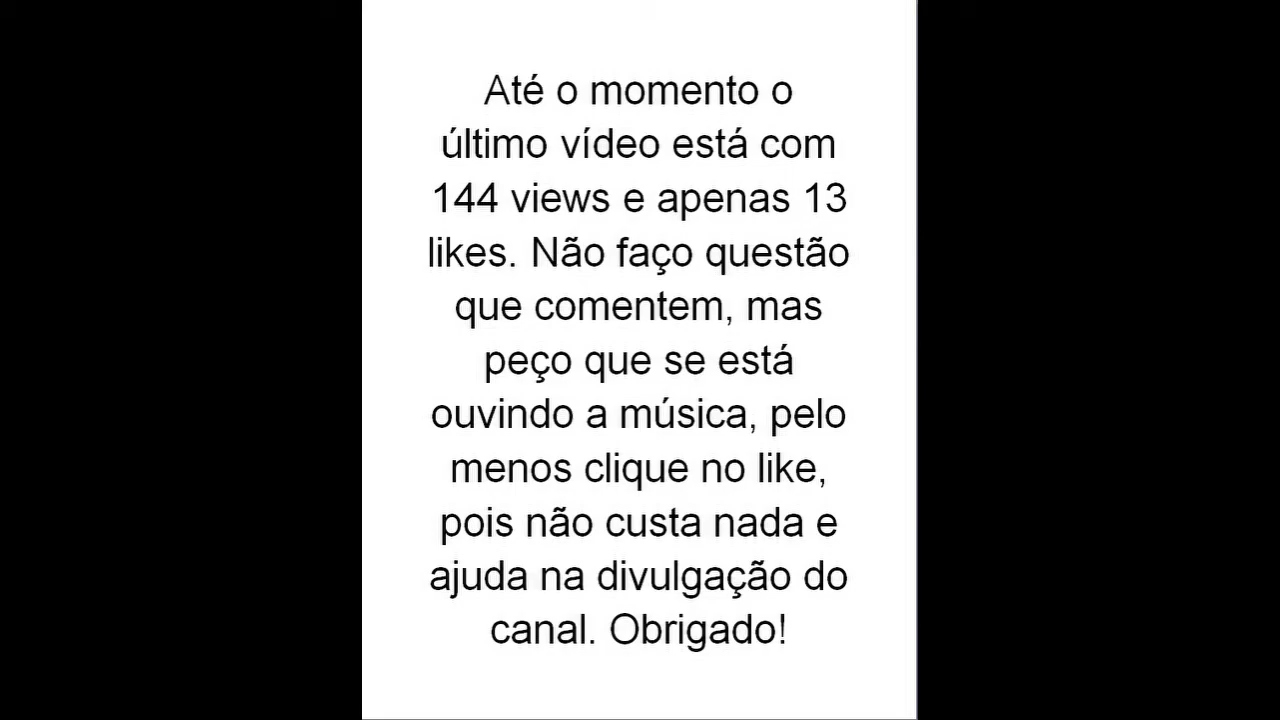 Até o momento o
último vídeo está com
144 views e apenas 13
likes. Não faço questão
que comentem, mas
peço que se está
ouvindo a música, pelo
menos clique no like,
pois não custa nada e
ajuda na divulgação do
canal. Obrigado!